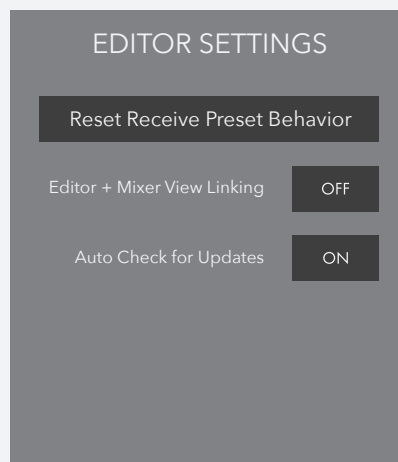 EDITOR SETTINGS
Reset Receive Preset Behavior
Editor + Mixer View Linking OFF
Auto Check for Updates ON